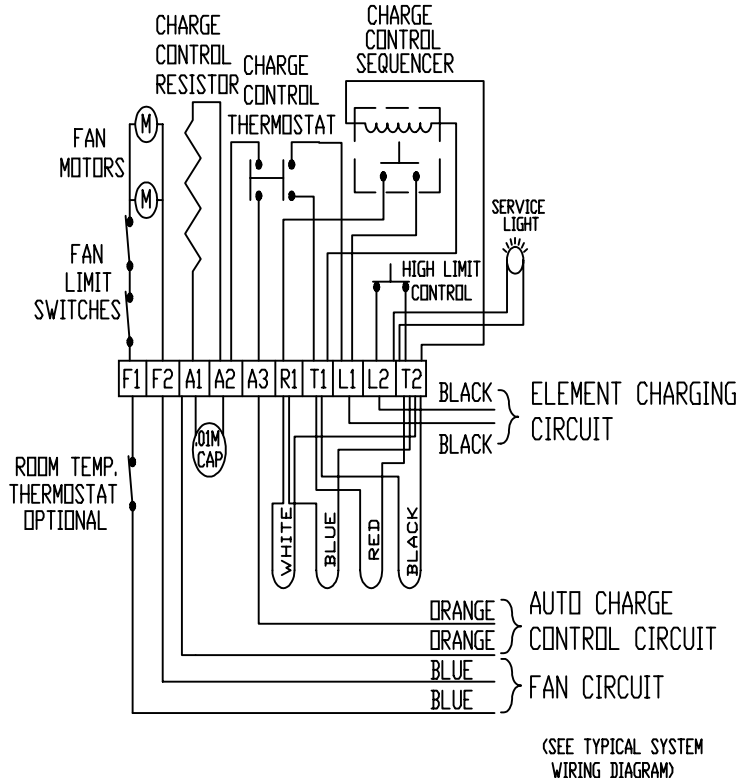 CHARGE
CONTROL
RESISTOR
CHARGE
CONTROL
THERMOSTAT
CHARGE
CONTROL
SEQUENCER
M
FAN
MOTORS
M
SERVICE
LIGHT
FAN
LIMIT
SWITCHES
HIGH LIMIT
CONTROL
F1 F2 A1 A2 A3 R1 T1 L1 L2 T2
BLACK
ELEMENT CHARGING
CIRCUIT
BLACK
.01M
CAP
ROOM TEMP.
THERMOSTAT
OPTIONAL
WHITE
BLUE
RED
BLACK
ORANGE
AUTO CHARGE
ORANGE
CONTROL CIRCUIT
BLUE
FAN CIRCUIT
BLUE
(SEE TYPICAL SYSTEM
WIRING DIAGRAM)